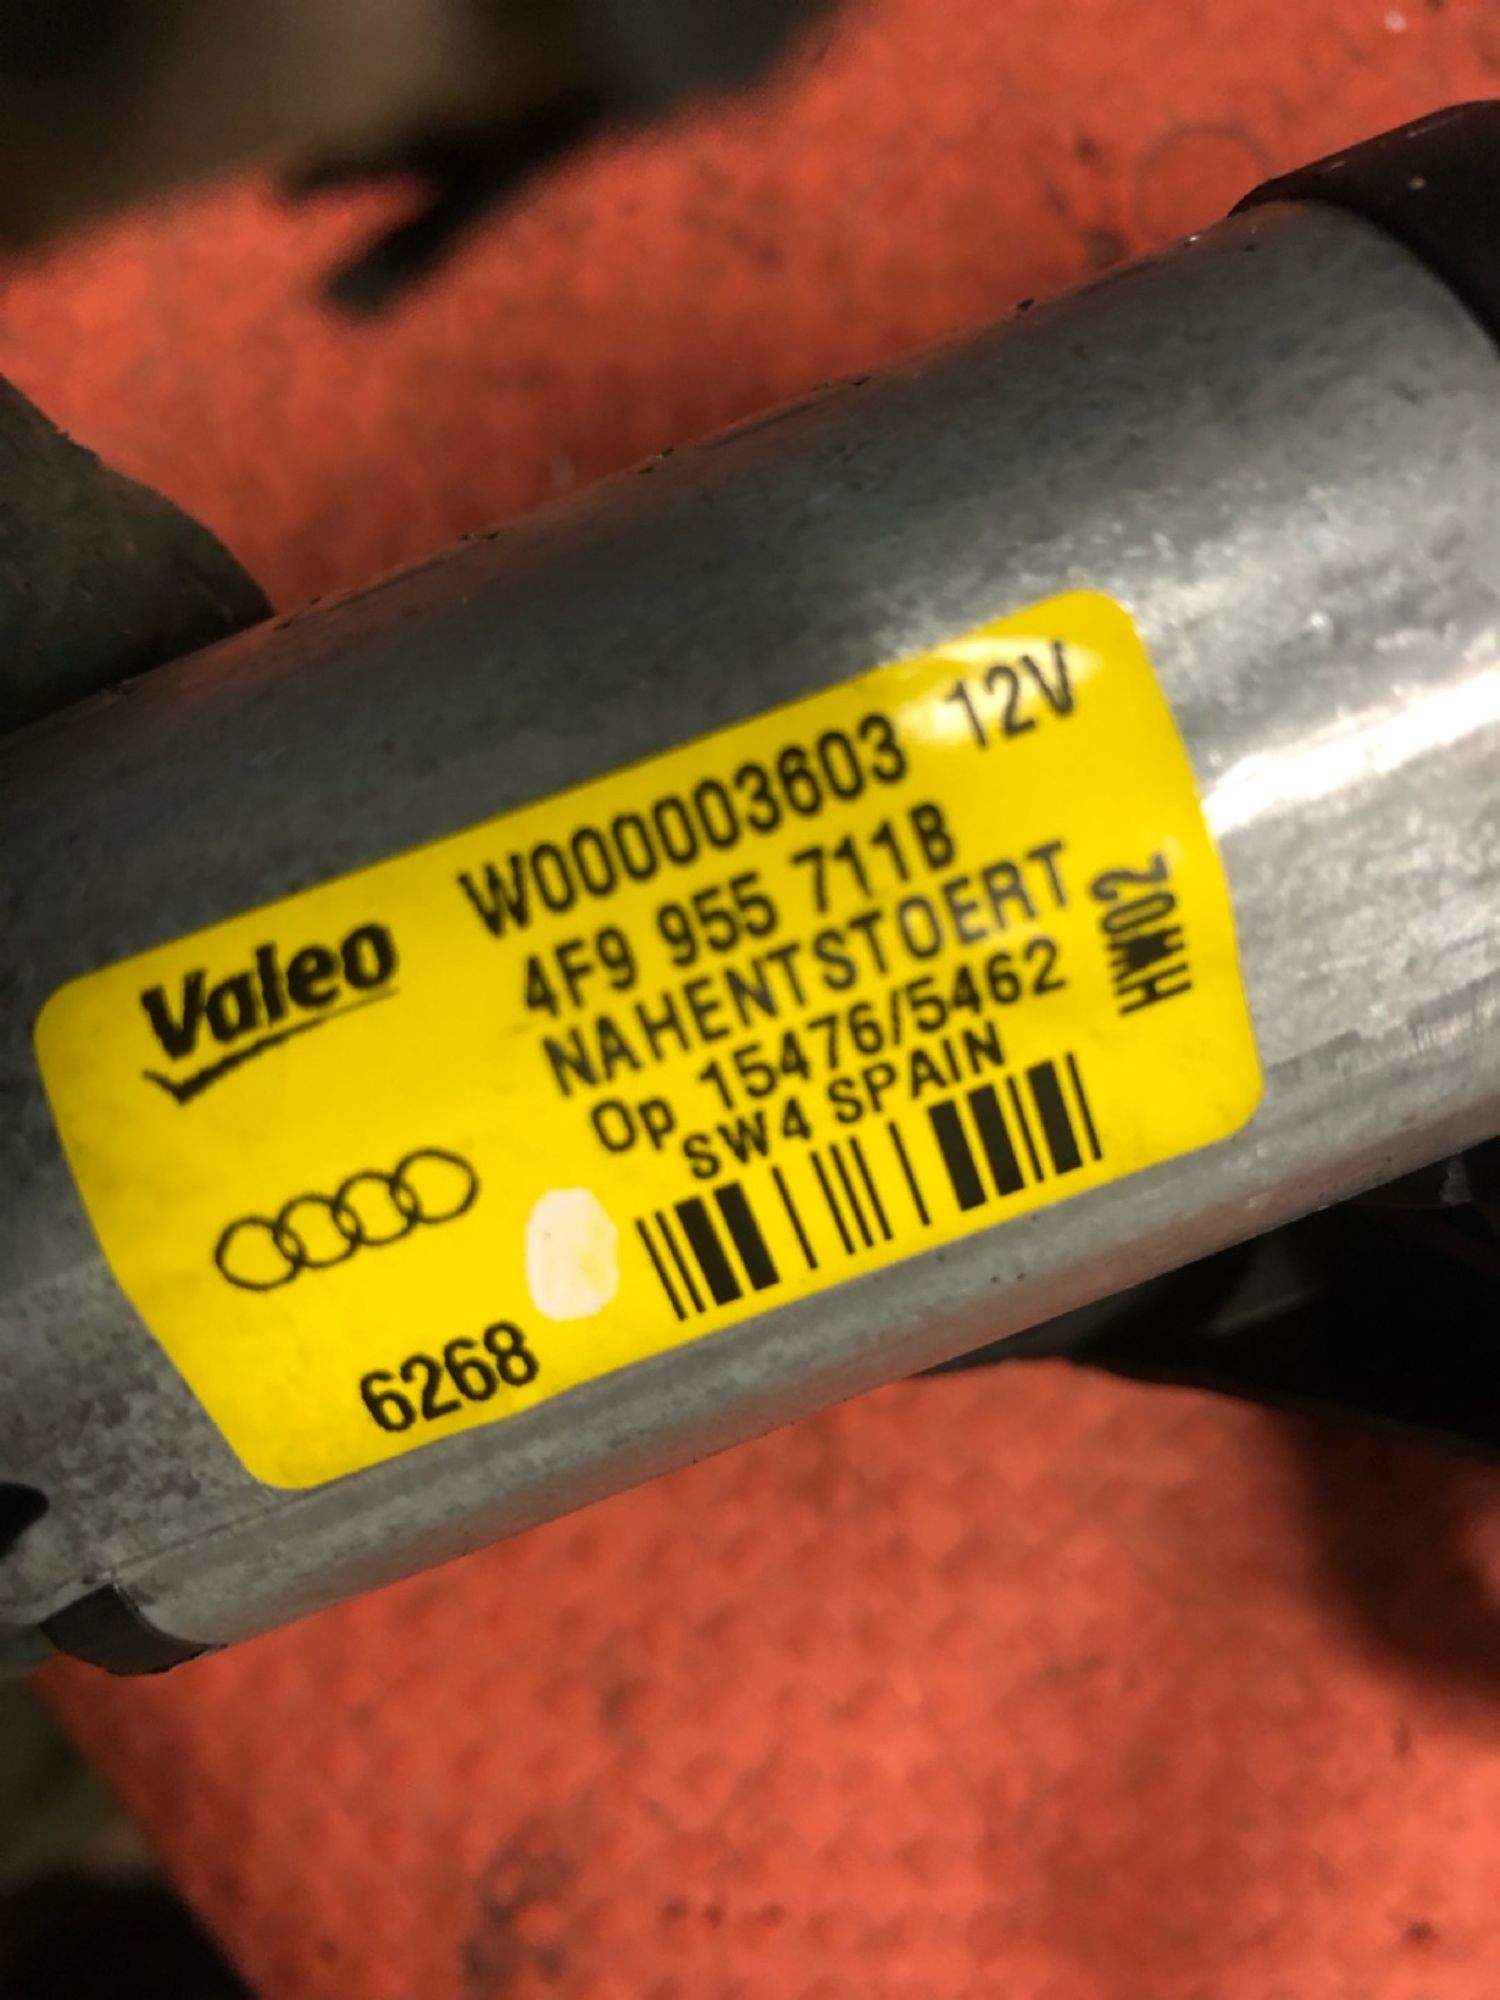 Valeo
W000003603 12V
4F9 955 711B
NAHENTSTOERT
Op 15476/5462
SW4 SPAIN
HW02
6268